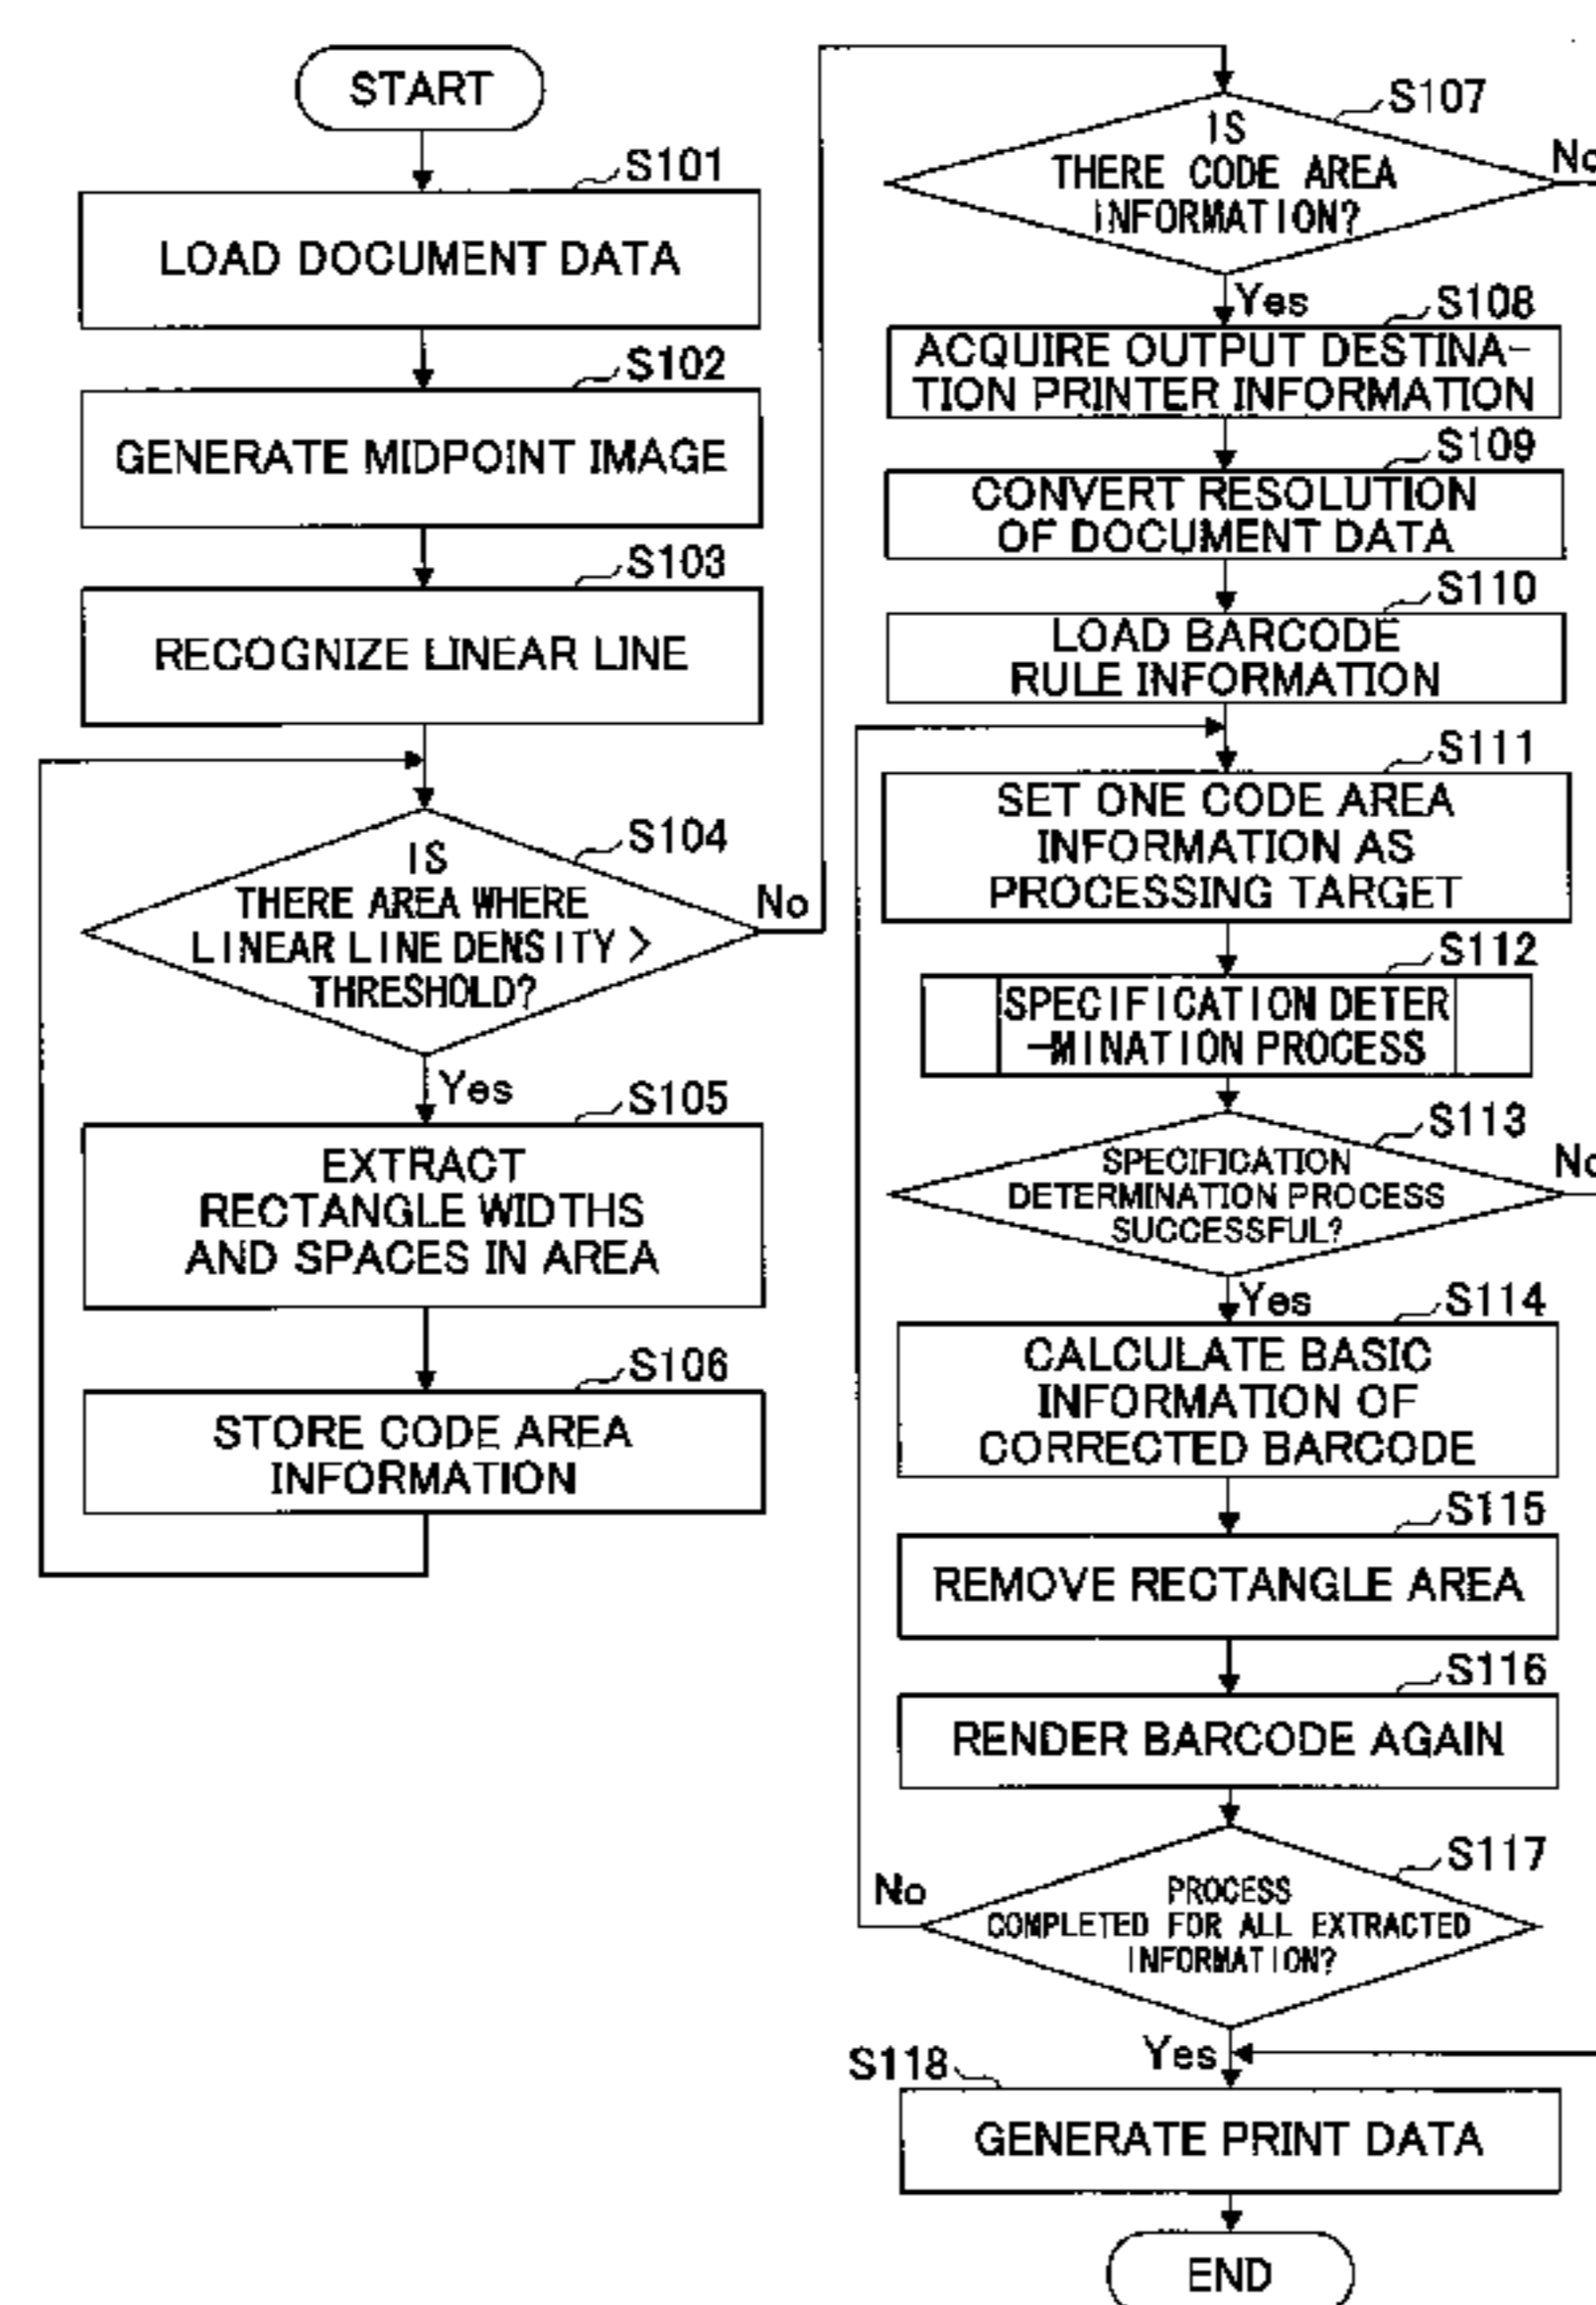 START
S101
LOAD DOCUMENT DATA
S102
GENERATE MIDPOINT IMAGE
S103
RECOGNIZE LINEAR LINE
S104
IS
THERE AREA WHERE
LINEAR LINE DENSITY >
THRESHOLD?
No
Yes
S105
EXTRACT
RECTANGLE WIDTHS
AND SPACES IN AREA
S106
STORE CODE AREA
INFORMATION
S107
IS
THERE CODE AREA
INFORMATION?
No
Yes
S108
ACQUIRE OUTPUT DESTINA-
TION PRINTER INFORMATION
S109
CONVERT RESOLUTION
OF DOCUMENT DATA
S110
LOAD BARCODE
RULE INFORMATION
S111
SET ONE CODE AREA
INFORMATION AS
PROCESSING TARGET
S112
SPECIFICATION DETER
-MINATION PROCESS
S113
SPECIFICATION
DETERMINATION PROCESS
SUCCESSFUL?
No
Yes
S114
CALCULATE BASIC
INFORMATION OF
CORRECTED BARCODE
S115
REMOVE RECTANGLE AREA
S116
RENDER BARCODE AGAIN
S117
PROCESS
COMPLETED FOR ALL EXTRACTED
INFORMATION?
No
Yes
S118
GENERATE PRINT DATA
END